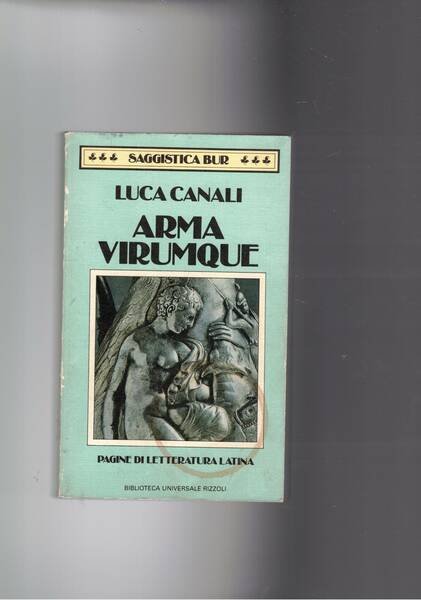 SAGGISTICA BUR
LUCA CANALI
ARMA
VIRUMQUE
PAGINE DI LETTERATURA LATINA
BIBLIOTECA UNIVERSALE RIZZOLI